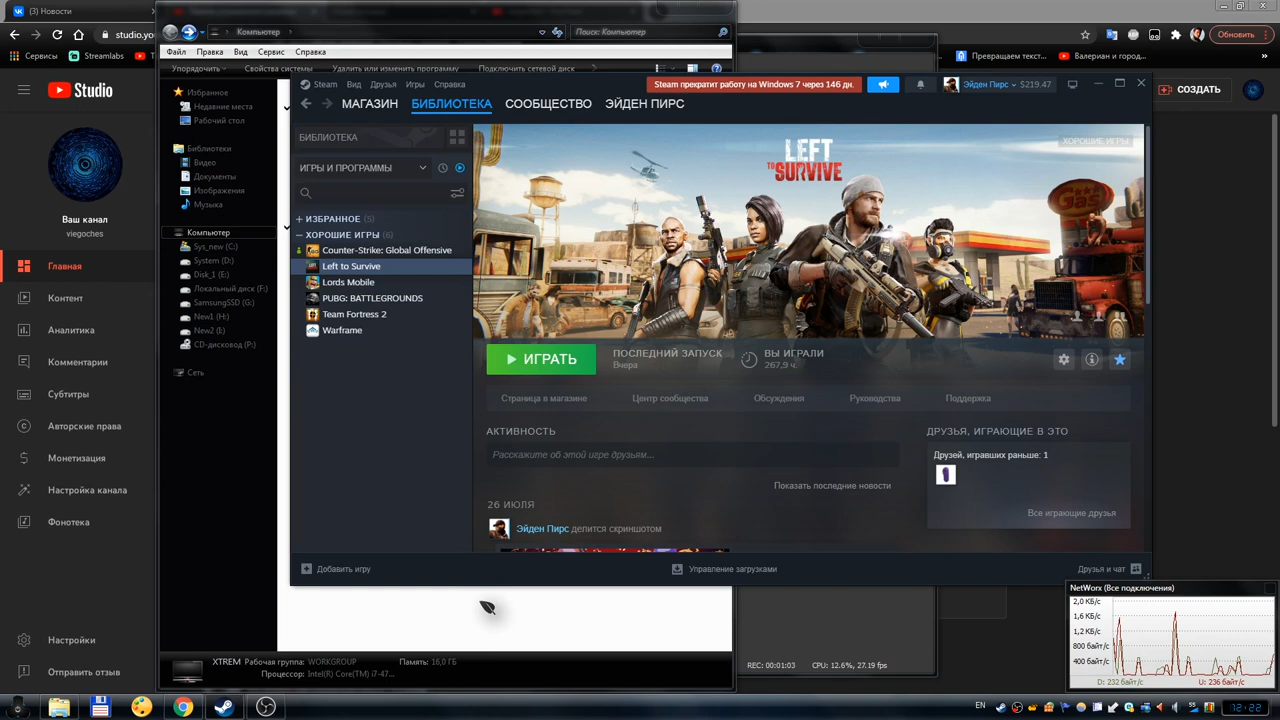 (3) Новости
studio.you
Обновить
Сервисы
Streamlabs
Превращаем текст...
Валериан и город...
Studio
СОЗДАТЬ
Ваш канал
viegoches
Главная
Контент
Аналитика
Комментарии
Субтитры
Авторские права
Монетизация
Настройка канала
Фонотека
Настройки
Отправить отзыв
Компьютер
Поиск: Компьютер
Файл Правка Вид Сервис Справка
Упорядочить Свойства системы Удалить или изменить программу Подключить сетевой диск
Избранное
Недавние места
Рабочий стол
Библиотеки
Видео
Документы
Изображения
Музыка
Компьютер
Sys_new (C:)
System (D:)
Disk_1 (E:)
Локальный диск (F:)
SamsungSSD (G:)
New1 (H:)
New2 (I:)
CD-дисковод (P:)
Сеть
XTREM Рабочая группа: WORKGROUP Память: 16,0 ГБ
Процессор: Intel(R) Core(TM) i7-47...
Steam Вид Друзья Игры Справка
Steam прекратит работу на Windows 7 через 146 дн.
Эйден Пирс $219.47
МАГАЗИН БИБЛИОТЕКА СООБЩЕСТВО ЭЙДЕН ПИРС
БИБЛИОТЕКА
ИГРЫ И ПРОГРАММЫ
ИЗБРАННОЕ (5)
ХОРОШИЕ ИГРЫ (6)
Counter-Strike: Global Offensive
Left to Survive
Lords Mobile
PUBG: BATTLEGROUNDS
Team Fortress 2
Warframe
LEFT
TO SURVIVE
ХОРОШИЕ ИГРЫ
Gas
ИГРАТЬ
ПОСЛЕДНИЙ ЗАПУСК
Вчера
ВЫ ИГРАЛИ
267,9 ч.
Страница в магазине Центр сообщества Обсуждения Руководства Поддержка
АКТИВНОСТЬ
Расскажите об этой игре друзьям...
Показать последние новости
26 ИЮЛЯ
Эйден Пирс делится скриншотом
ДРУЗЬЯ, ИГРАЮЩИЕ В ЭТО
Друзей, игравших раньше: 1
Все играющие друзья
Добавить игру
Управление загрузками
Друзья и чат
REC: 00:01:03 CPU: 12.6%, 27.19 fps
NetWorx (Все подключения)
2,0 КБ/с
1,6 КБ/с
1,2 КБ/с
800 байт/с
400 байт/с
D: 232 байт/с U: 236 байт/с
EN
55
12:22